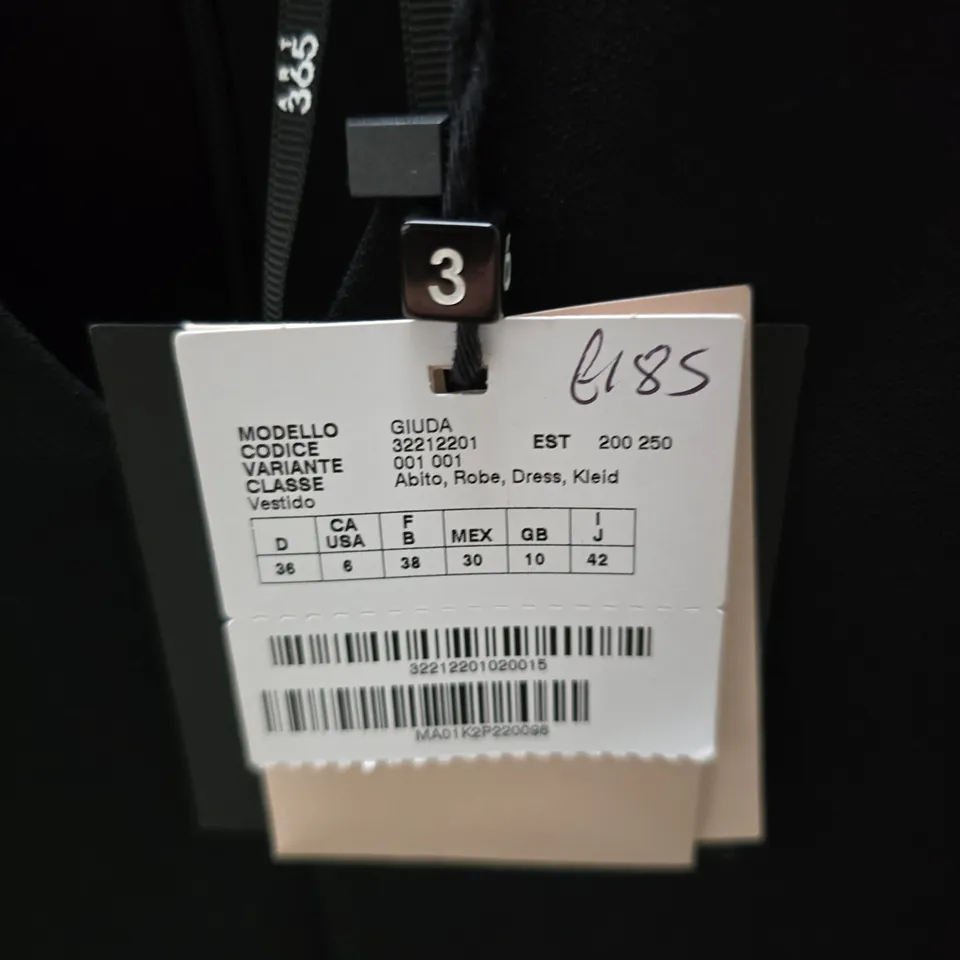 365
3
£185
MODELLO GIUDA
CODICE 32212201 EST 200 250
VARIANTE 001 001
CLASSE Abito, Robe, Dress, Kleid
Vestido
D CA USA F B MEX GB I J
36 6 38 30 10 42
32212201020015
MA01K2P220098